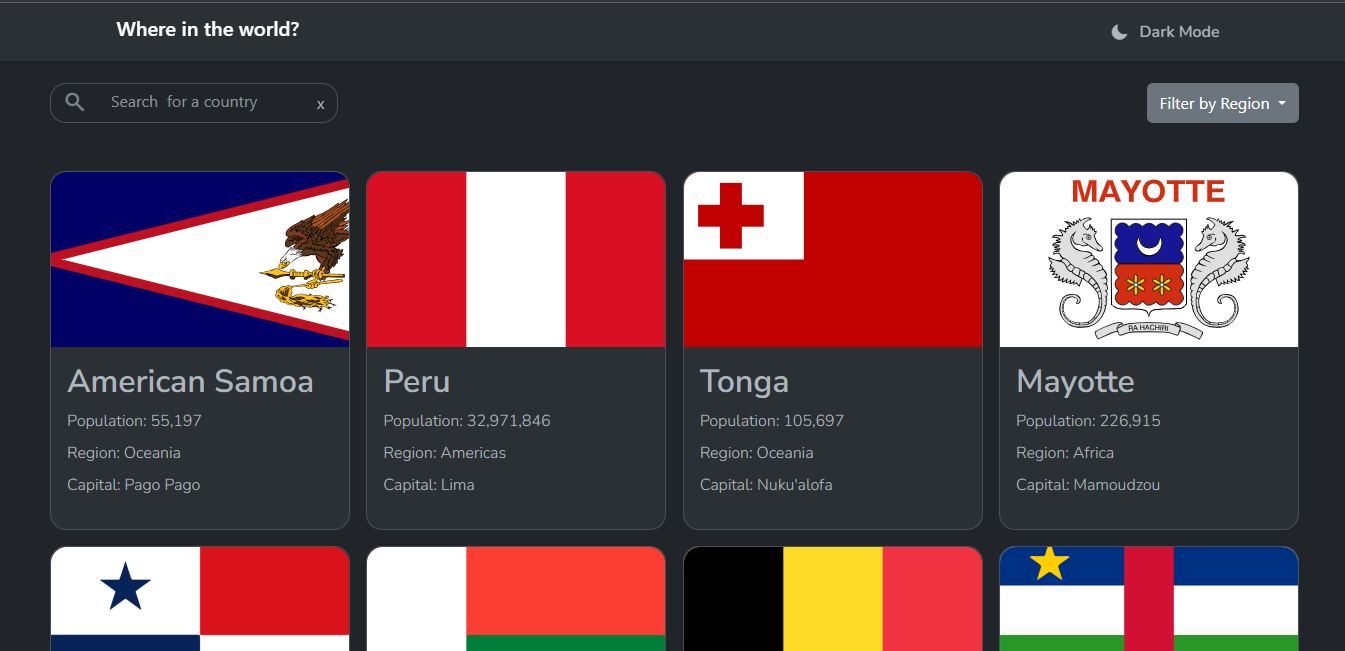 Where in the world?
Dark Mode
Search for a country x
Filter by Region
MAYOTTE
RA HACHIRI
American Samoa
Population: 55,197
Region: Oceania
Capital: Pago Pago
Peru
Population: 32,971,846
Region: Americas
Capital: Lima
Tonga
Population: 105,697
Region: Oceania
Capital: Nuku'alofa
Mayotte
Population: 226,915
Region: Africa
Capital: Mamoudzou